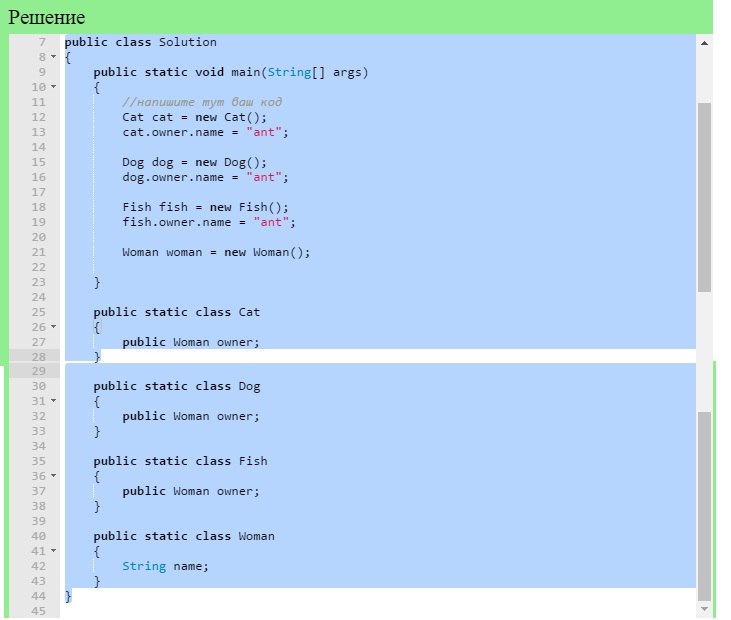 Решение
7 public class Solution
8 {
9     public static void main(String[] args)
10     {
11         //напишите тут ваш код
12         Cat cat = new Cat();
13         cat.owner.name = "ant";
14
15         Dog dog = new Dog();
16         dog.owner.name = "ant";
17
18         Fish fish = new Fish();
19         fish.owner.name = "ant";
20
21         Woman woman = new Woman();
22
23     }
24
25     public static class Cat
26     {
27         public Woman owner;
28     }
29
30     public static class Dog
31     {
32         public Woman owner;
33     }
34
35     public static class Fish
36     {
37         public Woman owner;
38     }
39
40     public static class Woman
41     {
42         String name;
43     }
44 }
45